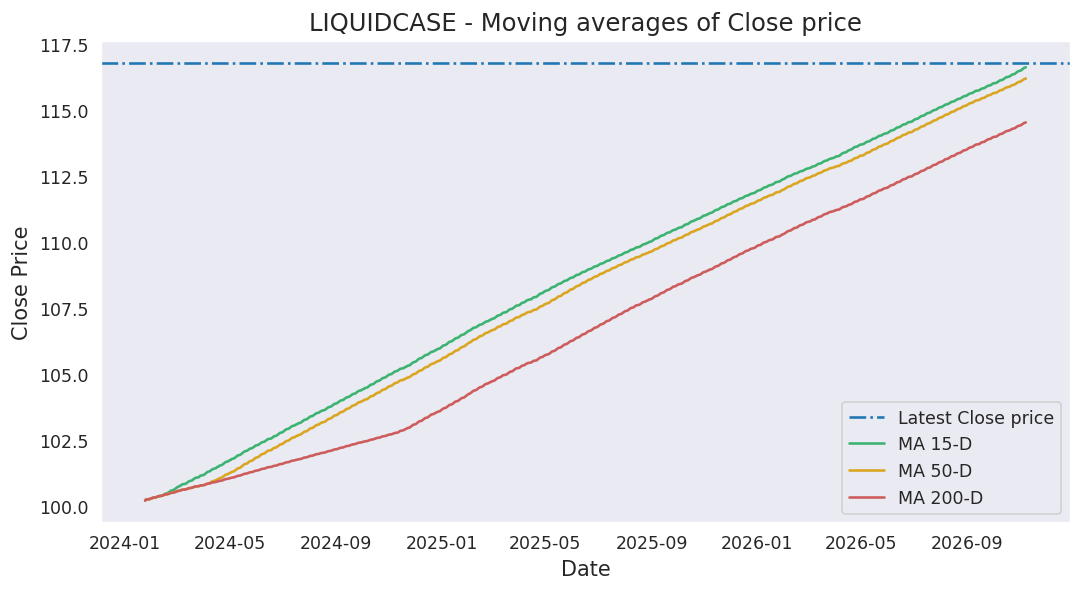 LIQUIDCASE - Moving averages of Close price
117.5
115.0
112.5
110.0
107.5
105.0
102.5
100.0
Close Price
2024-01 2024-05 2024-09 2025-01 2025-05 2025-09 2026-01 2026-05 2026-09
Date
Latest Close price
MA 15-D
MA 50-D
MA 200-D